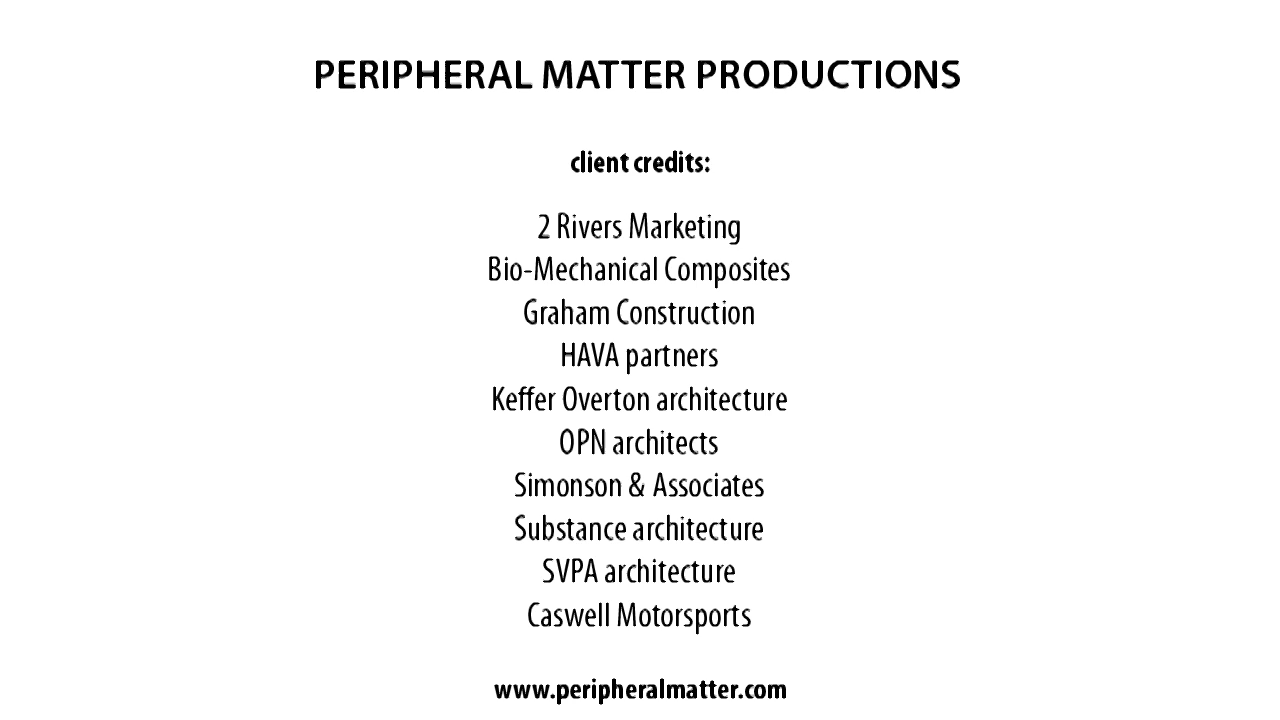 PERIPHERAL MATTER PRODUCTIONS
client credits:
2 Rivers Marketing
Bio-Mechanical Composites
Graham Construction
HAVA partners
Keffer Overton architecture
OPN architects
Simonson & Associates
Substance architecture
SVPA architecture
Caswell Motorsports
www.peripheralmatter.com